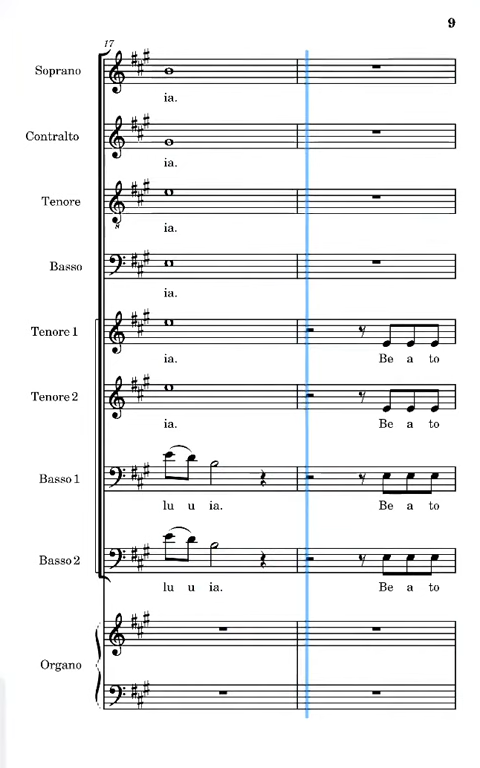 9
17
Soprano
ia.
Contralto
ia.
Tenore
8
ia.
Basso
ia.
Tenore 1
ia. Be a to
Tenore 2
ia. Be a to
Basso 1
lu u ia. Be a to
Basso 2
lu u ia. Be a to
Organo